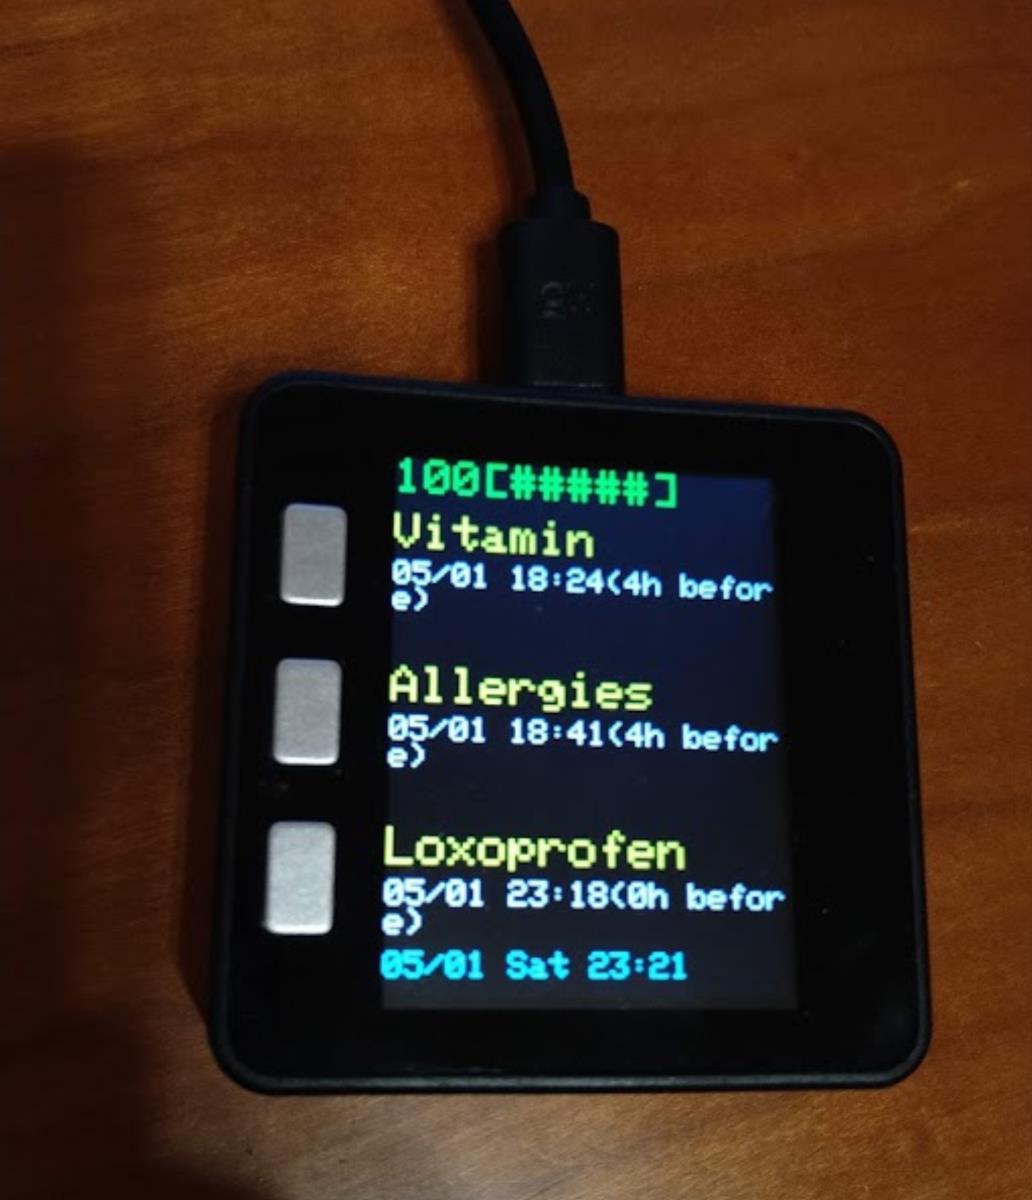 100[#####]
Vitamin
05/01 18:24(4h befor
e)
Allergies
05/01 18:41(4h befor
e)
Loxoprofen
05/01 23:18(0h befor
e)
05/01 Sat 23:21